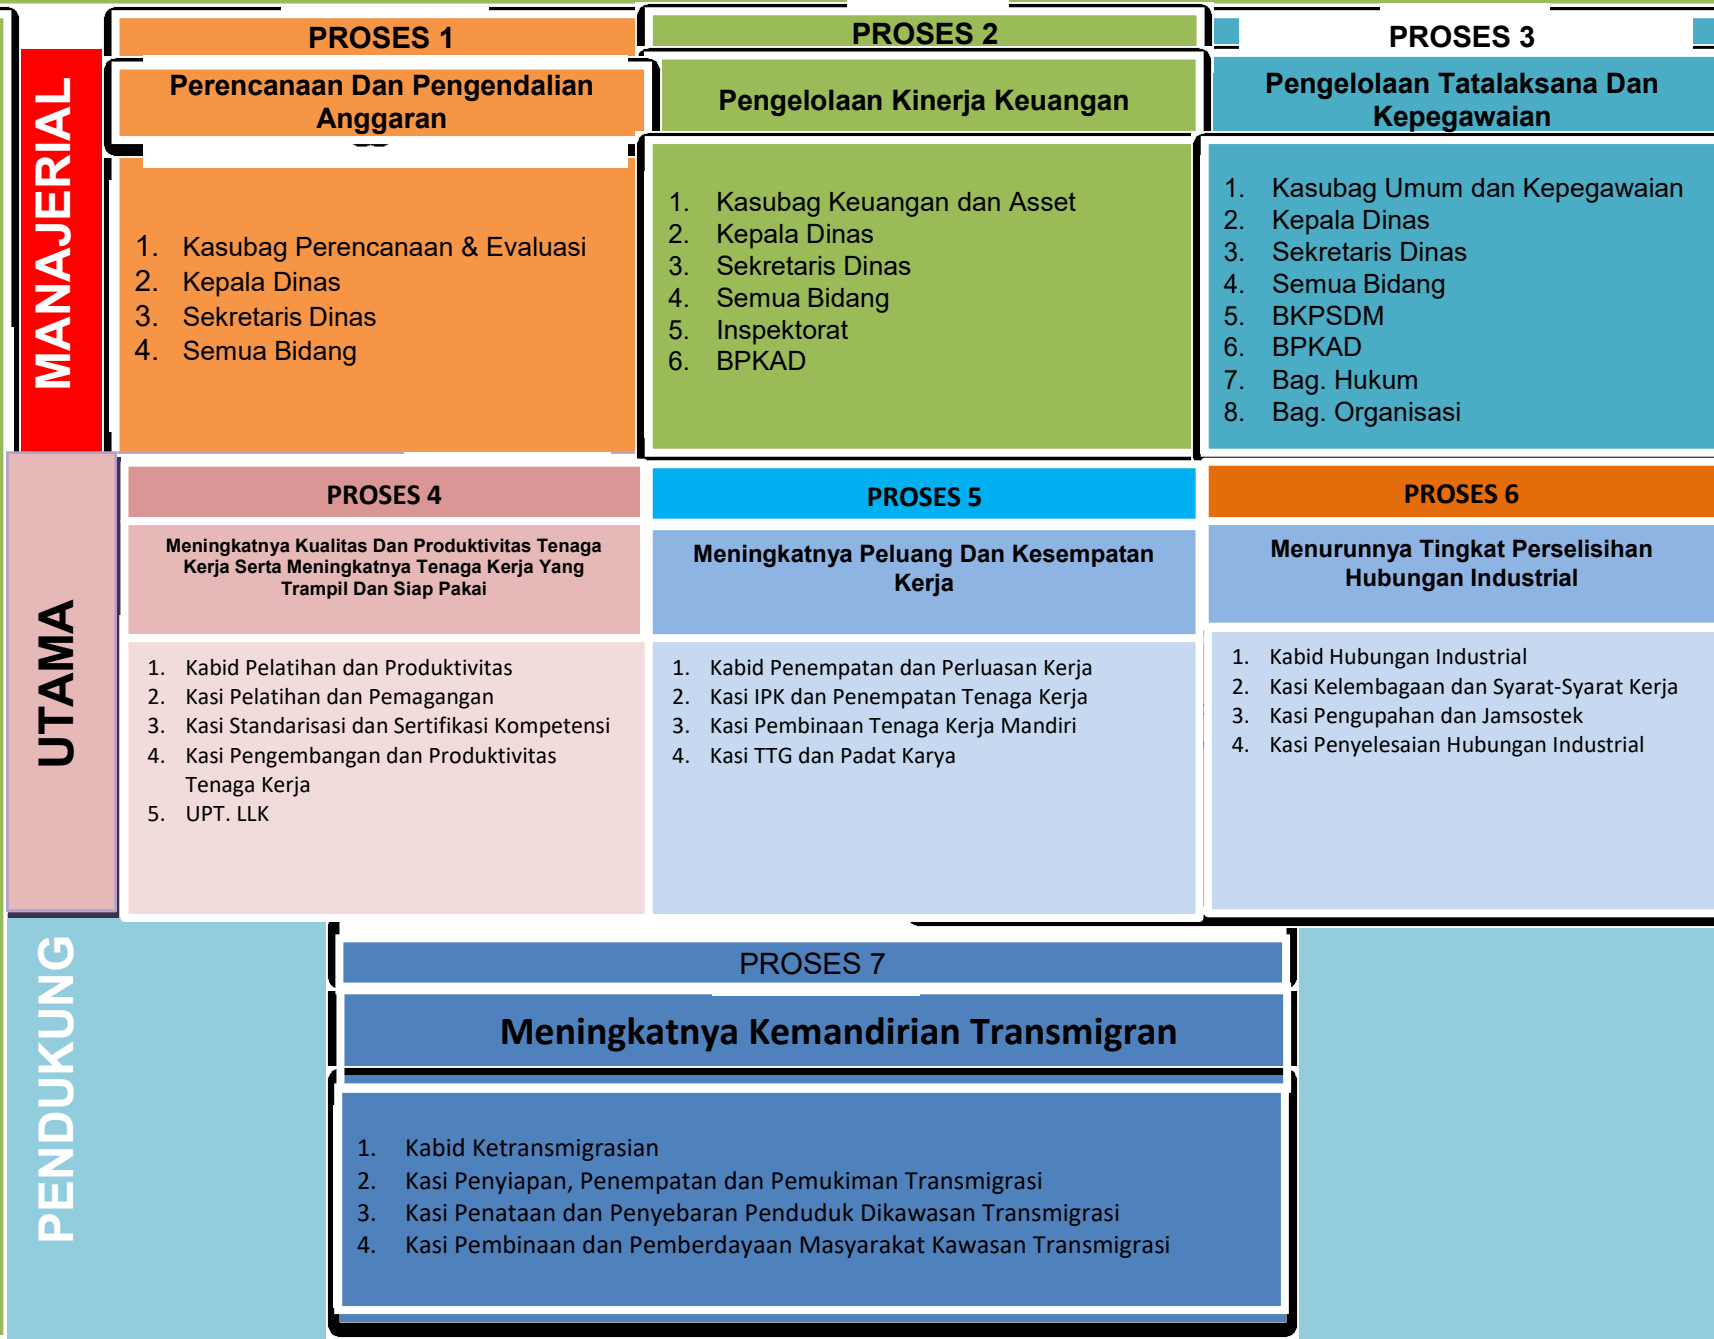 MANAJERIAL
PROSES 1
Perencanaan Dan Pengendalian
Anggaran
1. Kasubag Perencanaan & Evaluasi
2. Kepala Dinas
3. Sekretaris Dinas
4. Semua Bidang
PROSES 2
Pengelolaan Kinerja Keuangan
1. Kasubag Keuangan dan Asset
2. Kepala Dinas
3. Sekretaris Dinas
4. Semua Bidang
5. Inspektorat
6. BPKAD
PROSES 3
Pengelolaan Tatalaksana Dan
Kepegawaian
1. Kasubag Umum dan Kepegawaian
2. Kepala Dinas
3. Sekretaris Dinas
4. Semua Bidang
5. BKPSDM
6. BPKAD
7. Bag. Hukum
8. Bag. Organisasi
UTAMA
PROSES 4
Meningkatnya Kualitas Dan Produktivitas Tenaga
Kerja Serta Meningkatnya Tenaga Kerja Yang
Trampil Dan Siap Pakai
1. Kabid Pelatihan dan Produktivitas
2. Kasi Pelatihan dan Pemagangan
3. Kasi Standarisasi dan Sertifikasi Kompetensi
4. Kasi Pengembangan dan Produktivitas
Tenaga Kerja
5. UPT. LLK
PROSES 5
Meningkatnya Peluang Dan Kesempatan
Kerja
1. Kabid Penempatan dan Perluasan Kerja
2. Kasi IPK dan Penempatan Tenaga Kerja
3. Kasi Pembinaan Tenaga Kerja Mandiri
4. Kasi TTG dan Padat Karya
PROSES 6
Menurunnya Tingkat Perselisihan
Hubungan Industrial
1. Kabid Hubungan Industrial
2. Kasi Kelembagaan dan Syarat-Syarat Kerja
3. Kasi Pengupahan dan Jamsostek
4. Kasi Penyelesaian Hubungan Industrial
PENDUKUNG
PROSES 7
Meningkatnya Kemandirian Transmigran
1. Kabid Ketransmigrasian
2. Kasi Penyiapan, Penempatan dan Pemukiman Transmigrasi
3. Kasi Penataan dan Penyebaran Penduduk Dikawasan Transmigrasi
4. Kasi Pembinaan dan Pemberdayaan Masyarakat Kawasan Transmigrasi